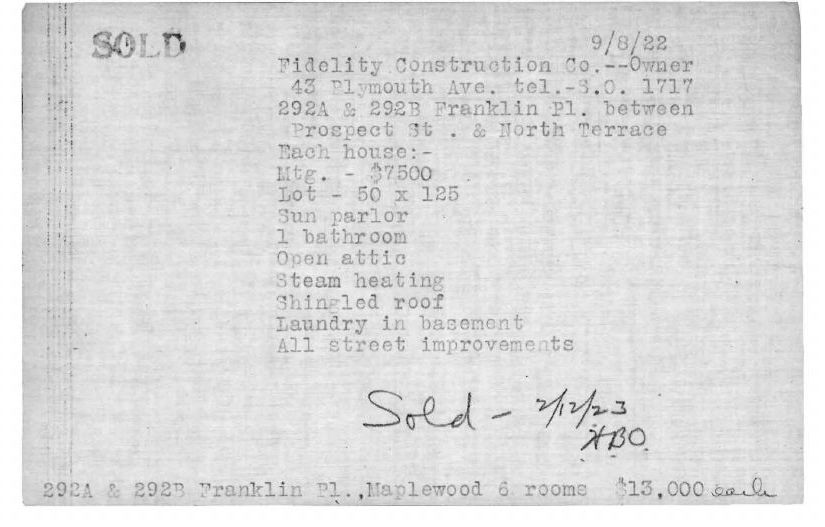 SOLD
9/8/22
Fidelity Construction Co.--Owner
43 Plymouth Ave. tel.-S.O. 1717
292A & 292B Franklin Pl. between
Prospect St . & North Terrace
Each house:-
Mtg. - $7500
Lot - 50 x 125
Sun parlor
1 bathroom
Open attic
Steam heating
Shingled roof
Laundry in basement
All street improvements
Sold - 2/12/23
HBO.
292A & 292B Franklin Pl.,Maplewood 6 rooms $13,000 each